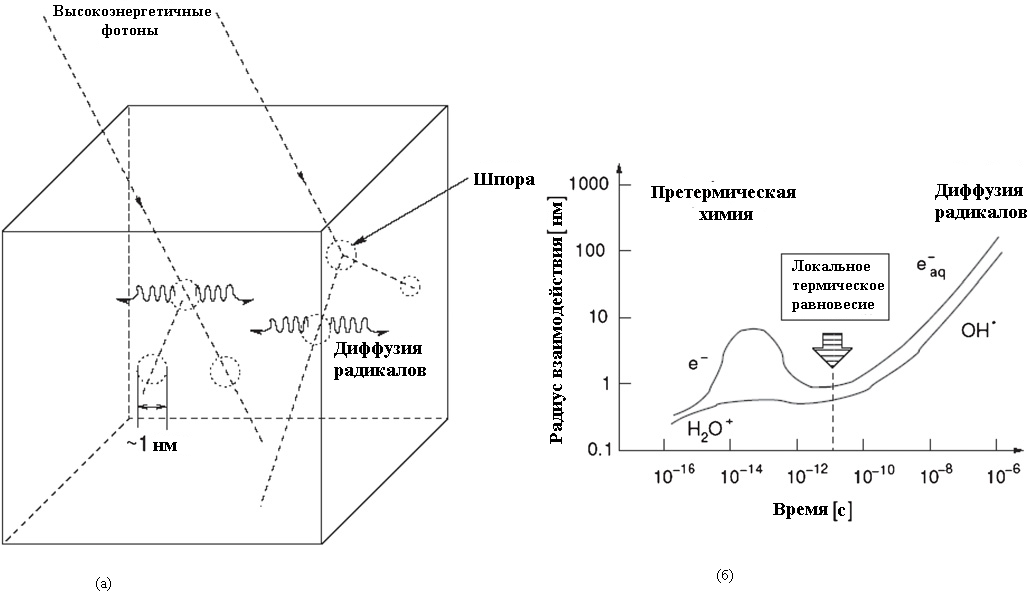 Высокоэнергетичные
фотоны
Шпора
Диффузия
радикалов
~1 нм
(а)
Радиус взаимодействия [нм]
1000
100
10
1
0.1
Претермическая
химия
Диффузия
радикалов
Локальное
термическое
равновесие
e⁻
e⁻aq
OH•
H₂O⁺
10⁻¹⁶ 10⁻¹⁴ 10⁻¹² 10⁻¹⁰ 10⁻⁸ 10⁻⁶
Время [с]
(б)